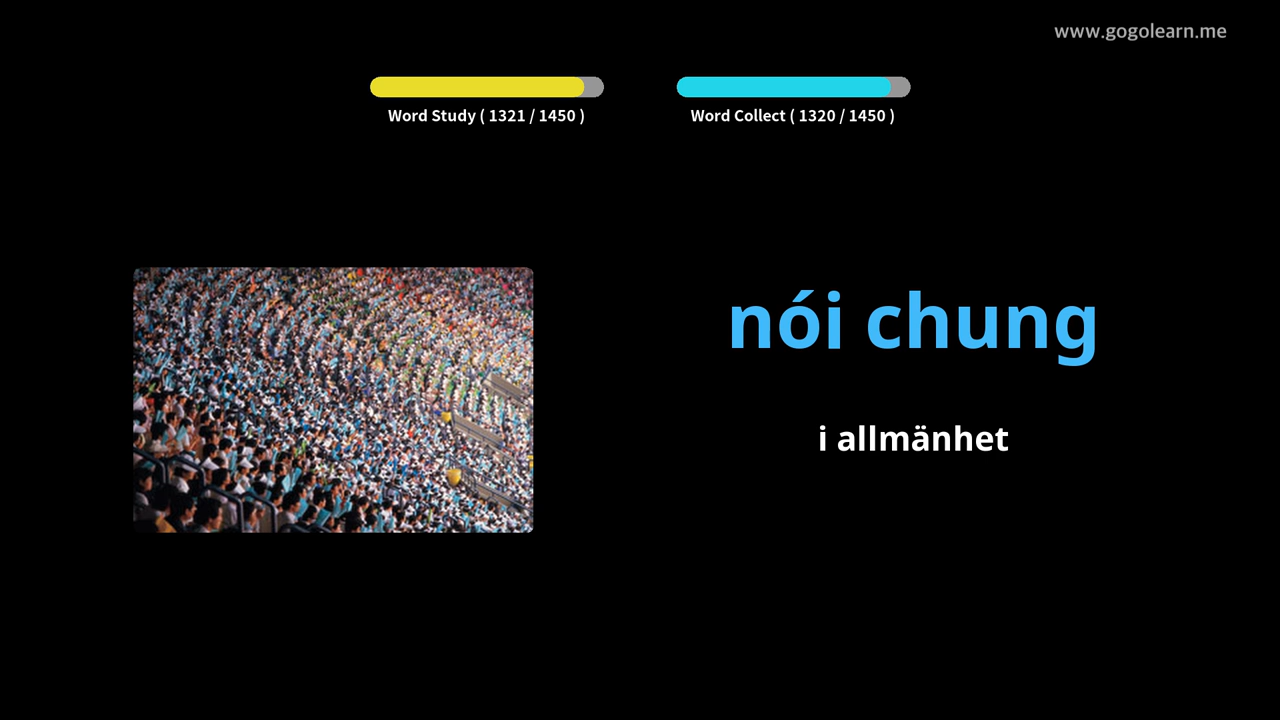 www.gogolearn.me
Word Study ( 1321 / 1450 )
Word Collect ( 1320 / 1450 )
nói chung
i allmänhet